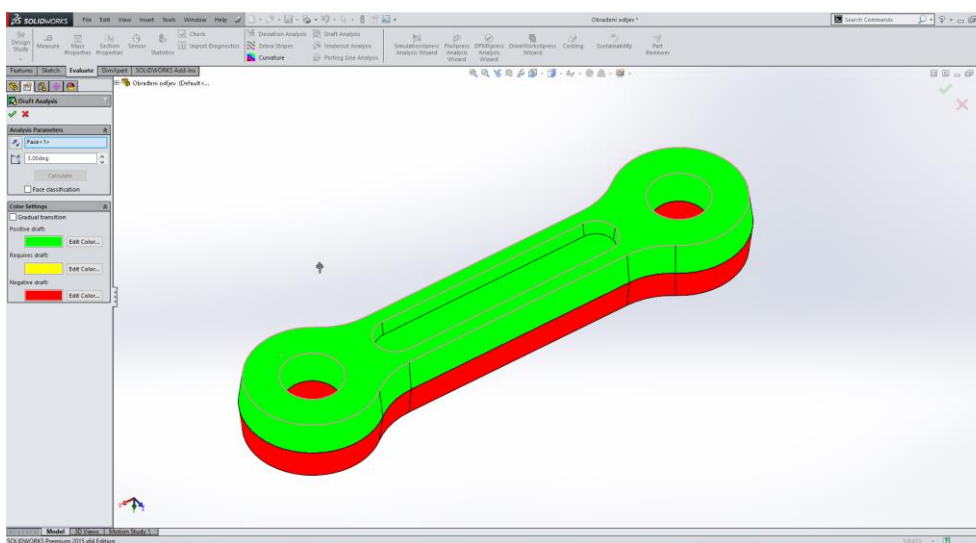 SOLIDWORKS File Edit View Insert Tools Window Help
Obrađeni odljev *
Search Commands
Design Study
Measure
Mass Properties
Section Properties
Sensor
Statistics
Check
Import Diagnostics
Deviation Analysis
Zebra Stripes
Curvature
Draft Analysis
Undercut Analysis
Parting Line Analysis
SimulationXpress Analysis Wizard
FloXpress Analysis Wizard
DFMXpress Analysis Wizard
DriveWorksXpress Wizard
Costing
Sustainability
Part Reviewer
Features Sketch Evaluate DimXpert SOLIDWORKS Add-Ins
Obrađeni odljev (Default<...
Draft Analysis ?
Analysis Parameters
Face<1>
3.00deg
Calculate
Face classification
Color Settings
Gradual transition
Positive draft:
Edit Color...
Requires draft:
Edit Color...
Negative draft:
Edit Color...
Model 3D Views Motion Study 1
SOLIDWORKS Premium 2015 x64 Edition
MMGS